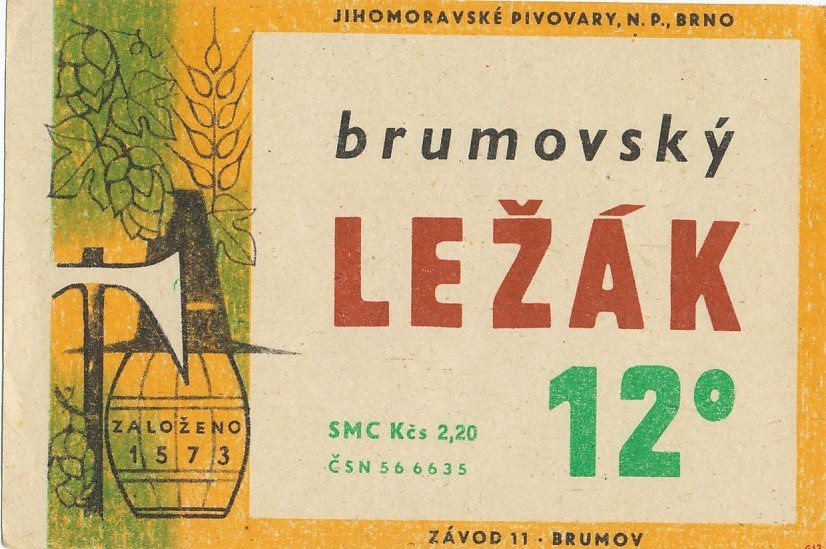 JIHOMORAVSKÉ PIVOVARY, N. P., BRNO
brumovský
LEŽÁK
12°
SMC Kčs 2,20
ČSN 56 6635
ZALOŽENO
1573
ZÁVOD 11 · BRUMOV